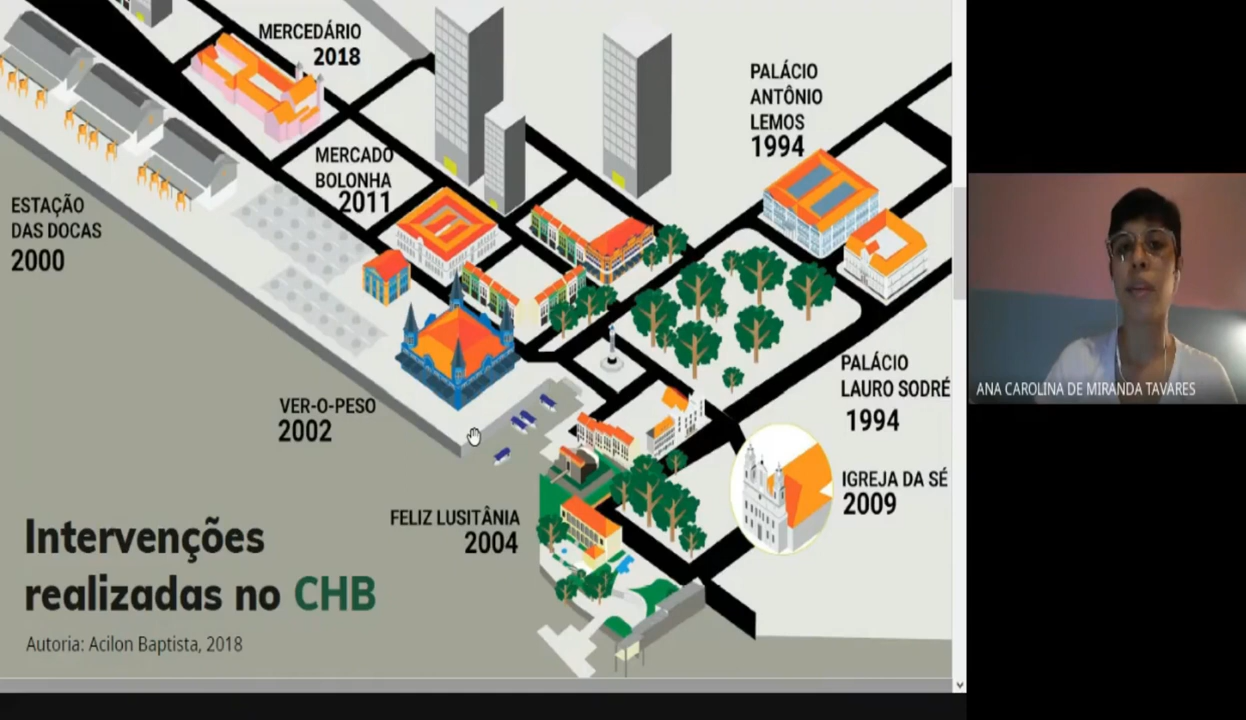 MERCEDÁRIO
2018
PALÁCIO
ANTÔNIO
LEMOS
1994
MERCADO
BOLONHA
2011
ESTAÇÃO
DAS DOCAS
2000
PALÁCIO
LAURO SODRÉ
1994
ANA CAROLINA DE MIRANDA TAVARES
VER-O-PESO
2002
IGREJA DA SÉ
2009
FELIZ LUSITÂNIA
2004
Intervenções
realizadas no CHB
Autoria: Acilon Baptista, 2018